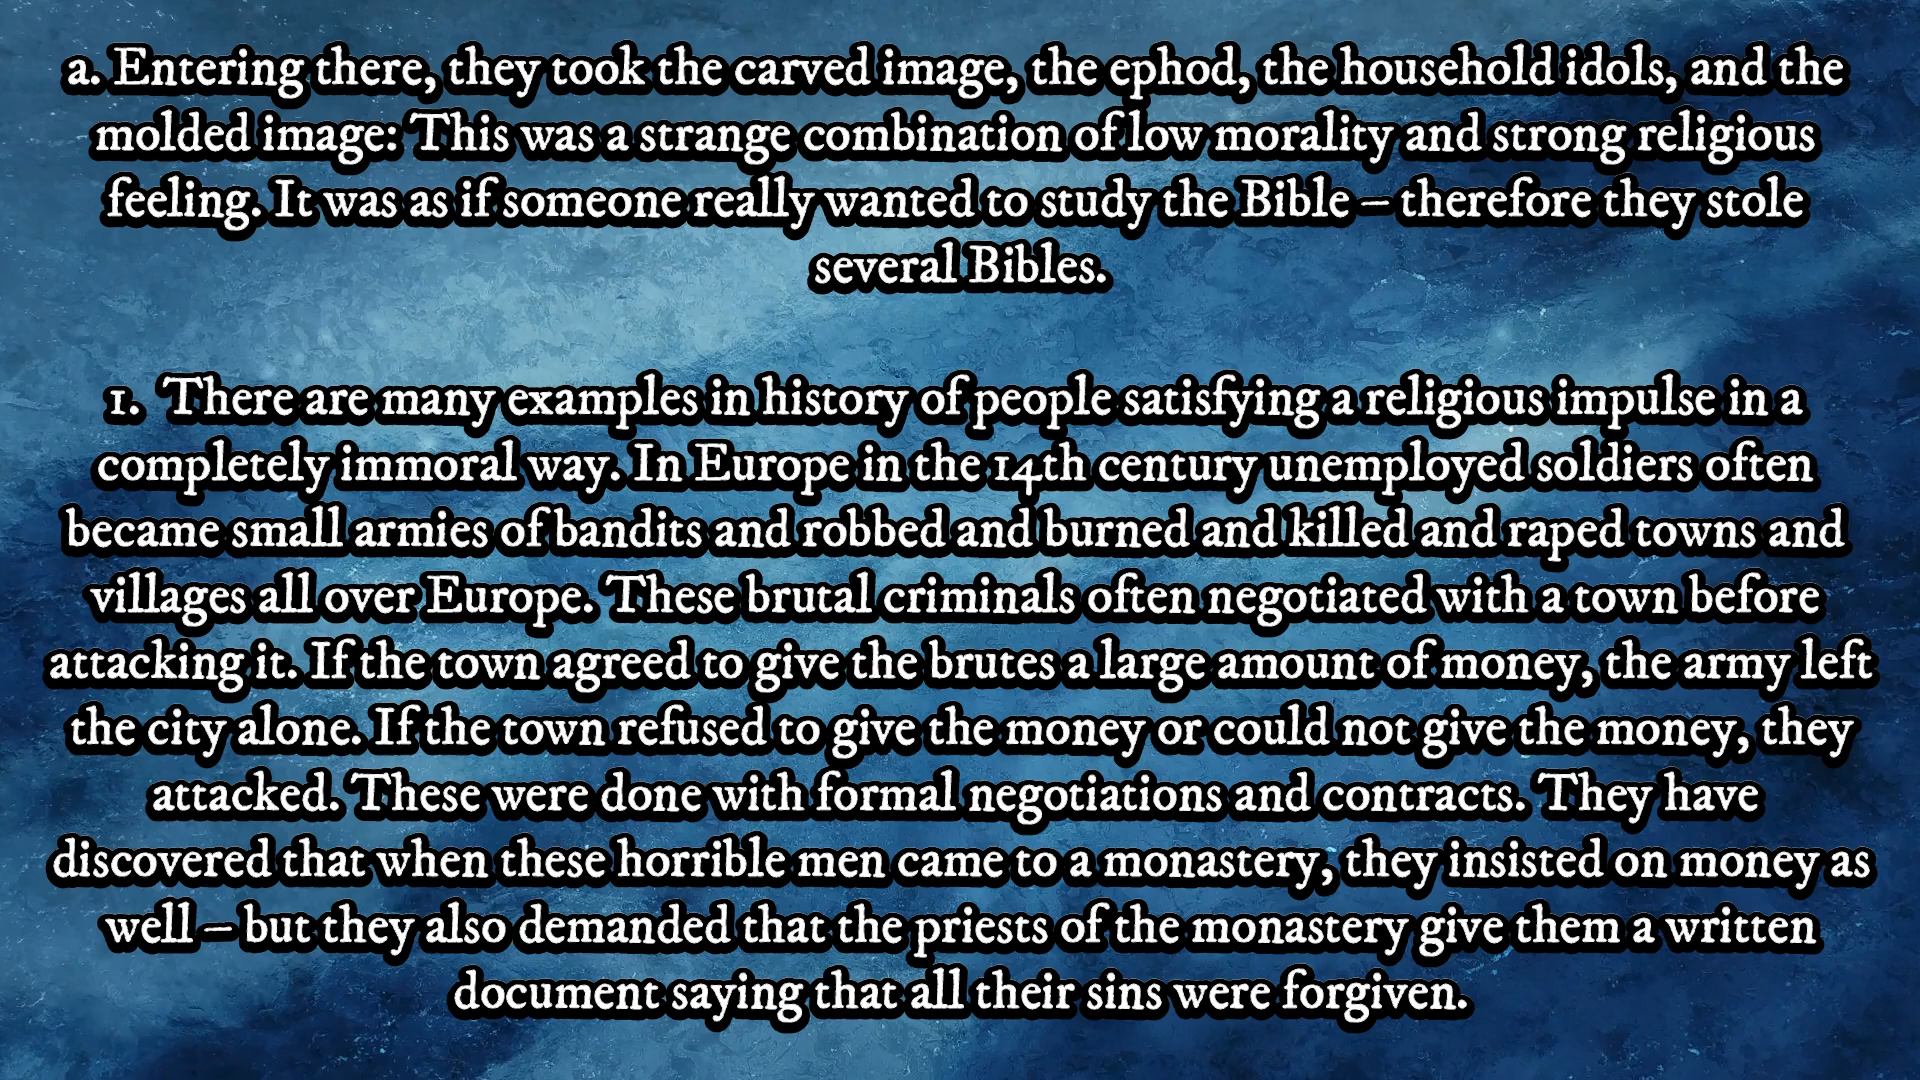 a. Entering there, they took the carved image, the ephod, the household idols, and the
molded image: This was a strange combination of low morality and strong religious
feeling. It was as if someone really wanted to study the Bible – therefore they stole
several Bibles.
1. There are many examples in history of people satisfying a religious impulse in a
completely immoral way. In Europe in the 14th century unemployed soldiers often
became small armies of bandits and robbed and burned and killed and raped towns and
villages all over Europe. These brutal criminals often negotiated with a town before
attacking it. If the town agreed to give the brutes a large amount of money, the army left
the city alone. If the town refused to give the money or could not give the money, they
attacked. These were done with formal negotiations and contracts. They have
discovered that when these horrible men came to a monastery, they insisted on money as
well – but they also demanded that the priests of the monastery give them a written
document saying that all their sins were forgiven.